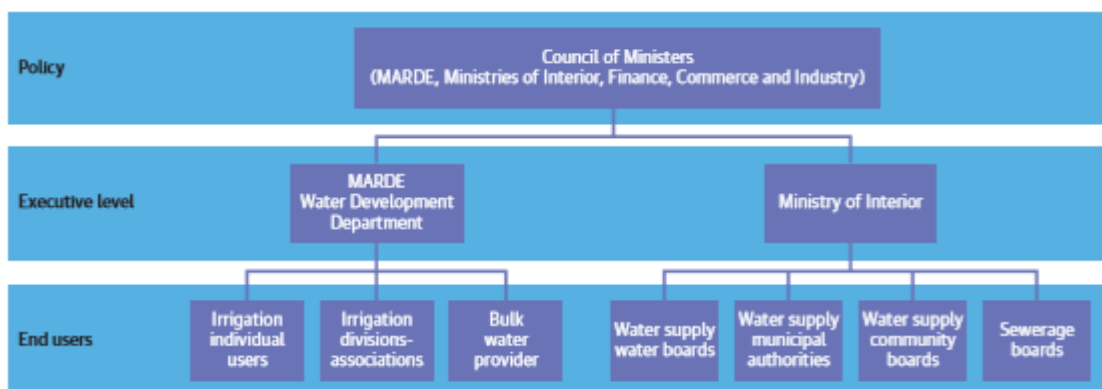 Policy
Council of Ministers
(MARDE, Ministries of Interior, Finance, Commerce and Industry)
Executive level
MARDE
Water Development
Department
Ministry of Interior
End users
Irrigation
individual
users
Irrigation
divisions-
associations
Bulk
water
provider
Water supply
water boards
Water supply
municipal
authorities
Water supply
community
boards
Sewerage
boards